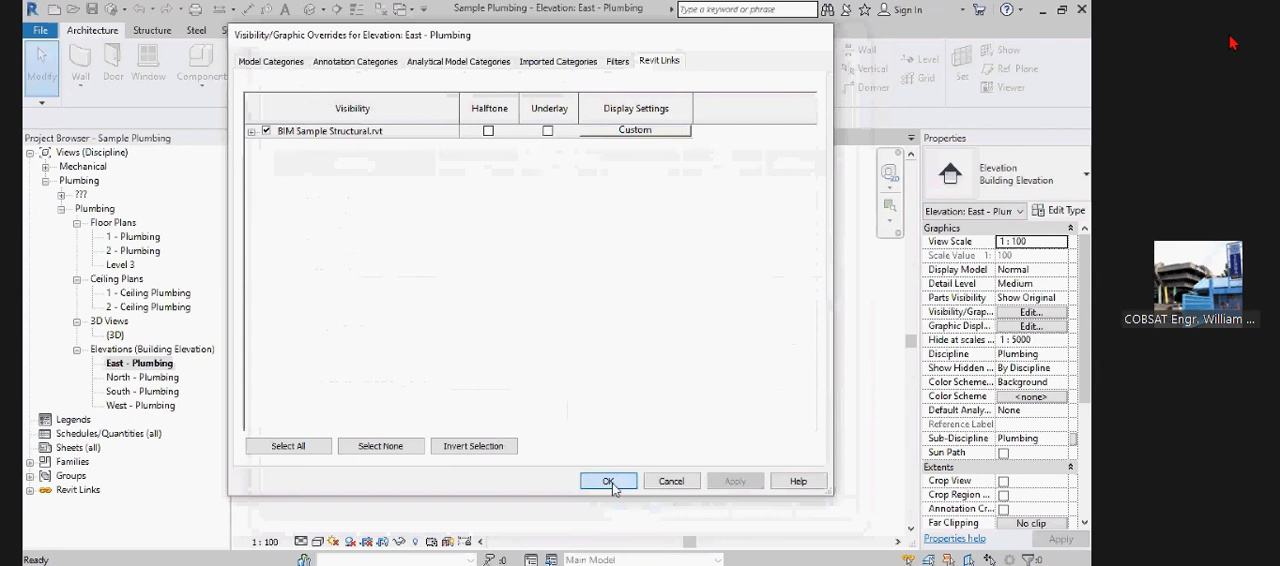 Sample Plumbing - Elevation: East - Plumbing
Type a keyword or phrase
Sign In
File
Architecture
Structure
Steel
Modify
Wall
Door
Window
Component
Wall
Vertical
Dormer
Level
Grid
Set
Show
Ref Plane
Viewer
Visibility/Graphic Overrides for Elevation: East - Plumbing
Model Categories
Annotation Categories
Analytical Model Categories
Imported Categories
Filters
Revit Links
Visibility
Halftone
Underlay
Display Settings
BIM Sample Structural.rvt
Custom
Select All
Select None
Invert Selection
OK
Cancel
Apply
Help
Project Browser - Sample Plumbing
Views (Discipline)
Mechanical
Plumbing
???
Plumbing
Floor Plans
1 - Plumbing
2 - Plumbing
Level 3
Ceiling Plans
1 - Ceiling Plumbing
2 - Ceiling Plumbing
3D Views
{3D}
Elevations (Building Elevation)
East - Plumbing
North - Plumbing
South - Plumbing
West - Plumbing
Legends
Schedules/Quantities (all)
Sheets (all)
Families
Groups
Revit Links
Properties
Elevation
Building Elevation
Elevation: East - Plum
Edit Type
Graphics
View Scale 1 : 100
Scale Value 1: 100
Display Model Normal
Detail Level Medium
Parts Visibility Show Original
Visibility/Grap... Edit...
Graphic Displ... Edit...
Hide at scales ... 1 : 5000
Discipline Plumbing
Show Hidden ... By Discipline
Color Scheme... Background
Color Scheme <none>
Default Analy... None
Reference Label
Sub-Discipline Plumbing
Sun Path
Extents
Crop View
Crop Region ...
Annotation Cr...
Far Clipping No clip
Properties help
Apply
1 : 100
Ready
:0
Main Model
:0
COBSAT Engr. William ...